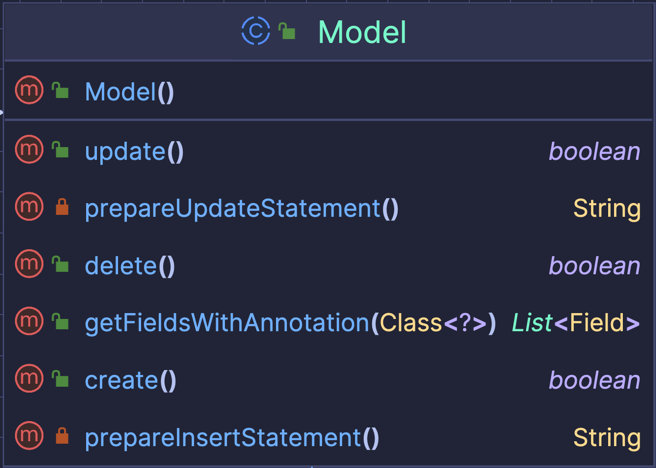 C Model
m Model()
m update() boolean
m prepareUpdateStatement() String
m delete() boolean
m getFieldsWithAnnotation(Class<?>) List<Field>
m create() boolean
m prepareInsertStatement() String